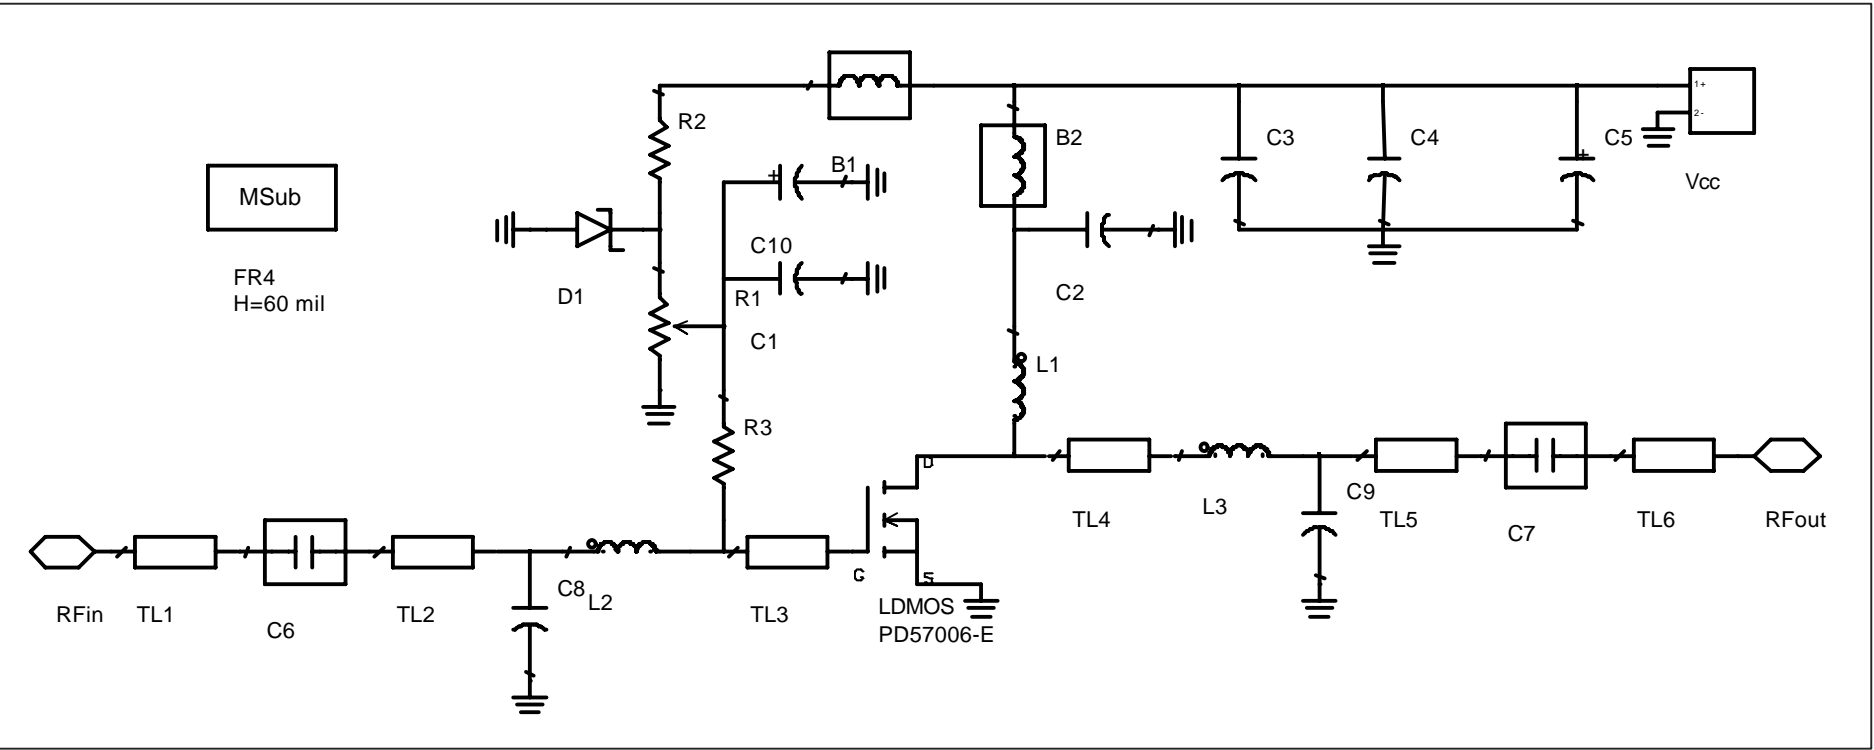 1+
2-
R2
B2
C3
C4
C5
B1
Vcc
MSub
C10
FR4
H=60 mil
D1
R1
C2
C1
L1
R3
D
C9
L3
TL4
TL5
C7
TL6
RFout
G
S
C8
L2
RFin
TL1
C6
TL2
TL3
LDMOS
PD57006-E
+
+